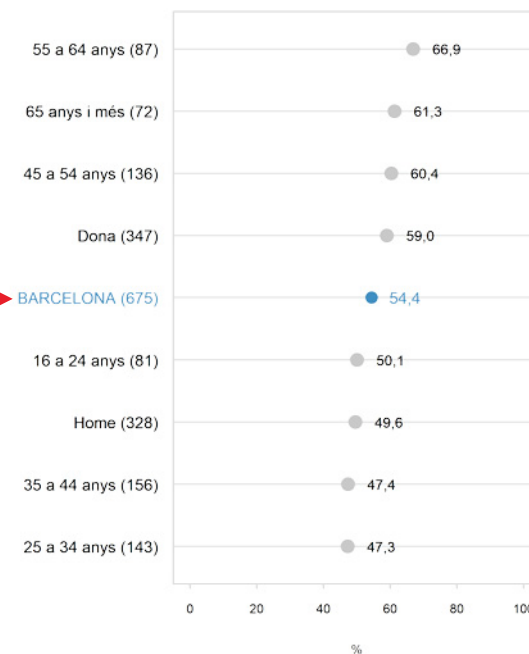 55 a 64 anys (87) 66,9
65 anys i més (72) 61,3
45 a 54 anys (136) 60,4
Dona (347) 59,0
BARCELONA (675) 54,4
16 a 24 anys (81) 50,1
Home (328) 49,6
35 a 44 anys (156) 47,4
25 a 34 anys (143) 47,3
0 20 40 60 80 100
%